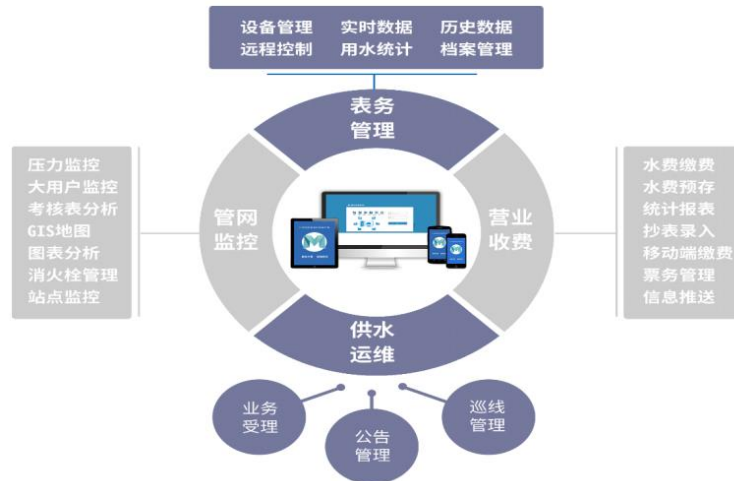 设备管理 实时数据 历史数据
远程控制 用水统计 档案管理
表务
管理
压力监控
大用户监控
考核表分析
GIS地图
图表分析
消火栓管理
站点监控
管网
监控
营业
收费
水费缴费
水费预存
统计报表
抄表录入
移动端缴费
票务管理
信息推送
供水
运维
业务
受理
公告
管理
巡线
管理